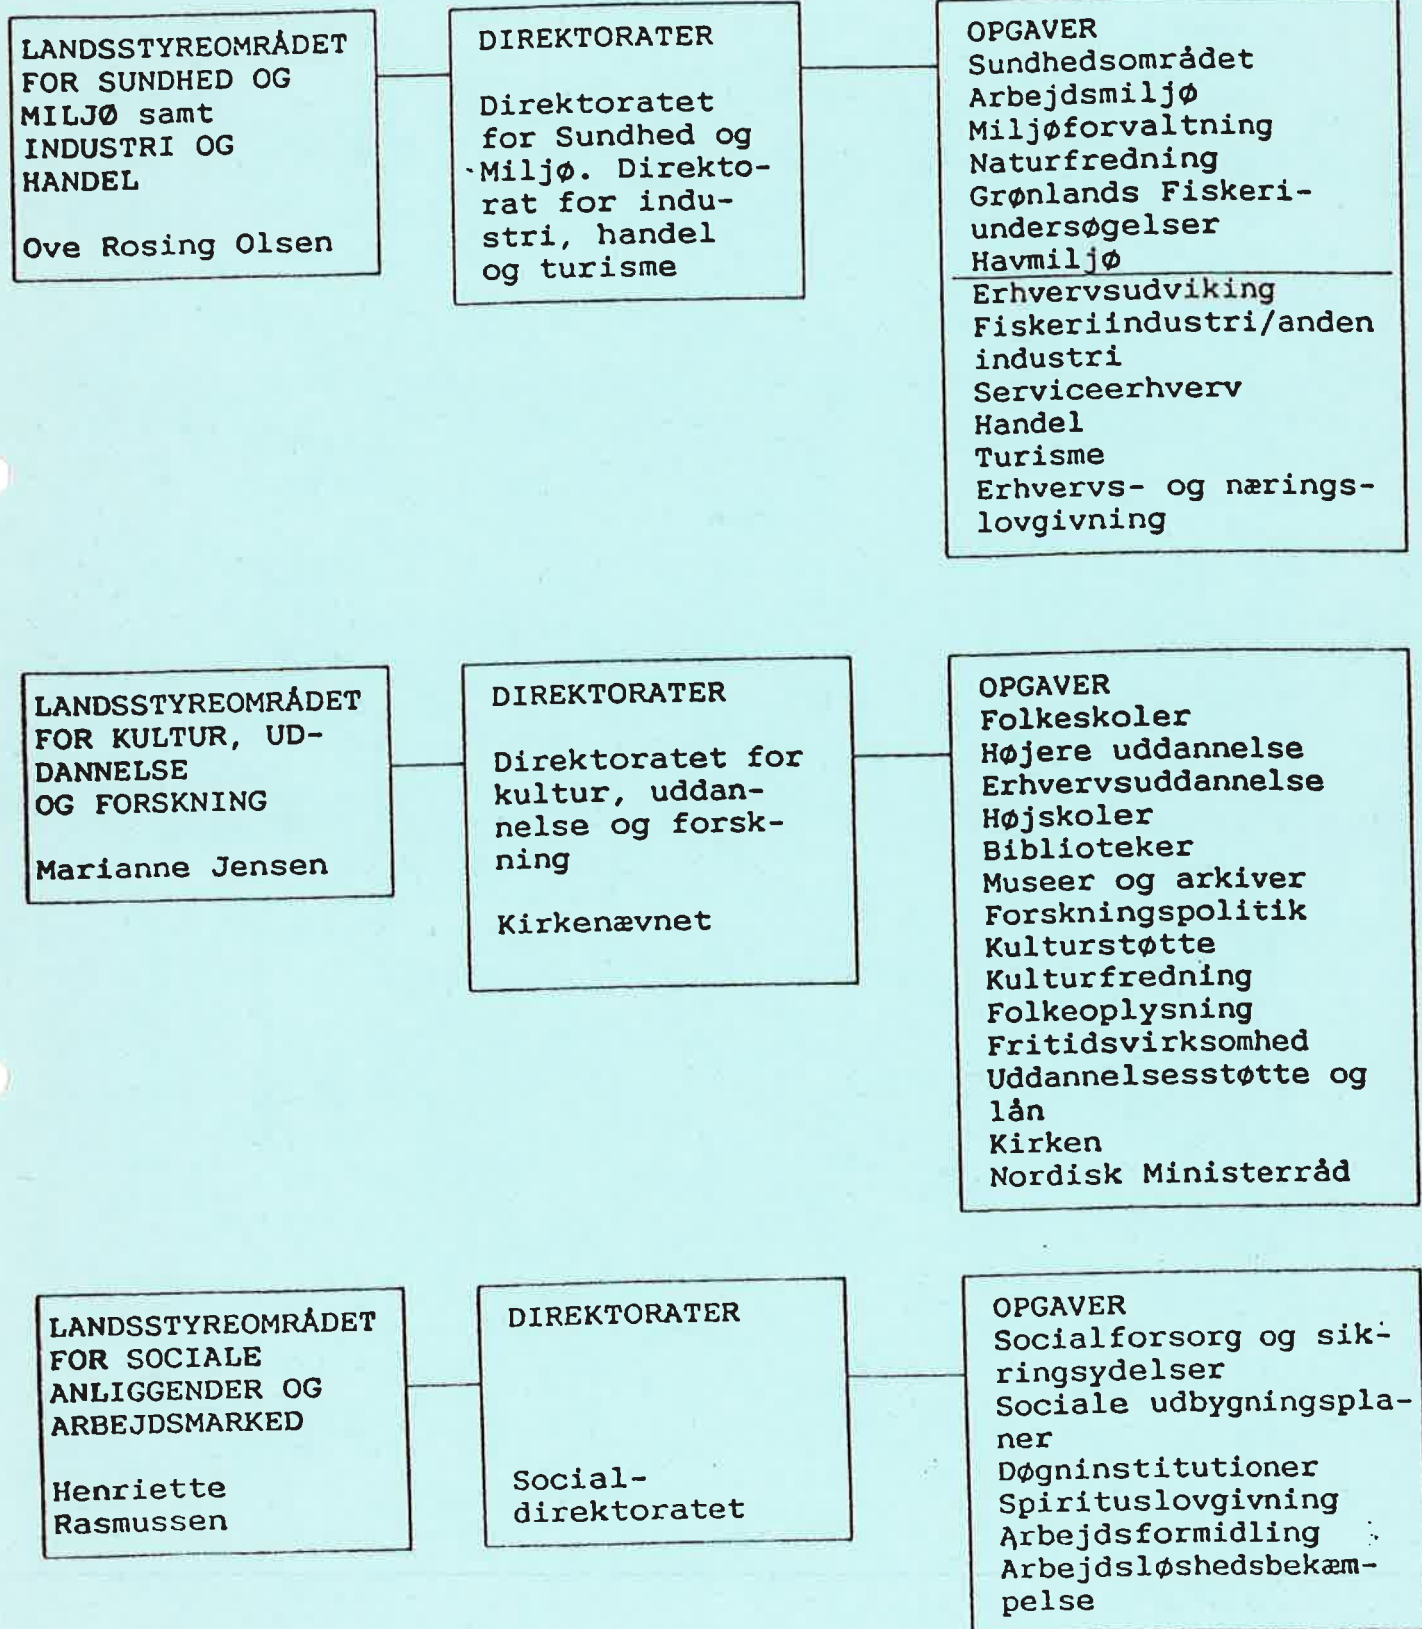 LANDSSTYREOMRÅDET
FOR SUNDHED OG
MILJØ samt
INDUSTRI OG
HANDEL
Ove Rosing Olsen
DIREKTORATER
Direktoratet
for Sundhed og
Miljø. Direkto-
rat for indu-
stri, handel
og turisme
OPGAVER
Sundhedsområdet
Arbejdsmiljø
Miljøforvaltning
Naturfredning
Grønlands Fiskeri-
undersøgelser
Havmiljø
Erhvervsudviking
Fiskeriindustri/anden
industri
Serviceerhverv
Handel
Turisme
Erhvervs- og nærings-
lovgivning
LANDSSTYREOMRÅDET
FOR KULTUR, UD-
DANNELSE
OG FORSKNING
Marianne Jensen
DIREKTORATER
Direktoratet for
kultur, uddan-
nelse og forsk-
ning
Kirkenævnet
OPGAVER
Folkeskoler
Højere uddannelse
Erhvervsuddannelse
Højskoler
Biblioteker
Museer og arkiver
Forskningspolitik
Kulturstøtte
Kulturfredning
Folkeoplysning
Fritidsvirksomhed
Uddannelsesstøtte og
lån
Kirken
Nordisk Ministerråd
LANDSSTYREOMRÅDET
FOR SOCIALE
ANLIGGENDER OG
ARBEJDSMARKED
Henriette
Rasmussen
DIREKTORATER
Social-
direktoratet
OPGAVER
Socialforsorg og sik-
ringsydelser
Sociale udbygningspla-
ner
Døgninstitutioner
Spirituslovgivning
Arbejdsformidling
Arbejdsløshedsbekæm-
pelse